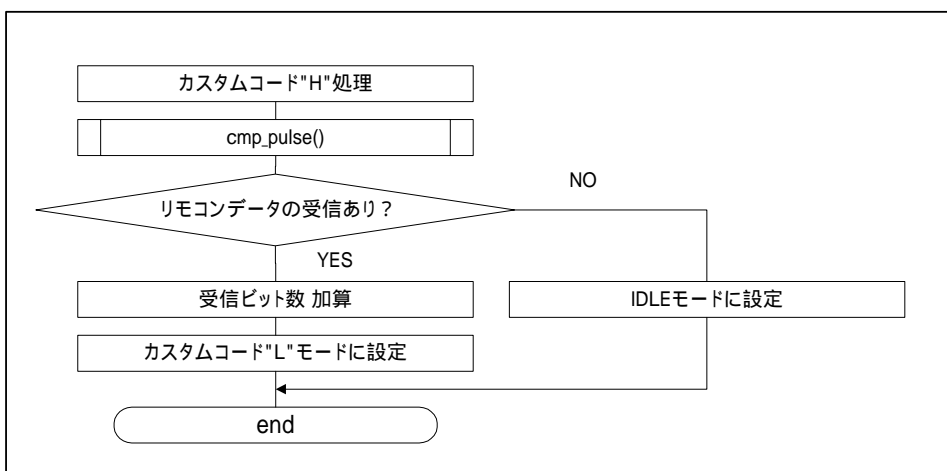 カスタムコード"H"処理
cmp_pulse()
NO
リモコンデータの受信あり？
YES
受信ビット数 加算
IDLEモードに設定
カスタムコード"L"モードに設定
end